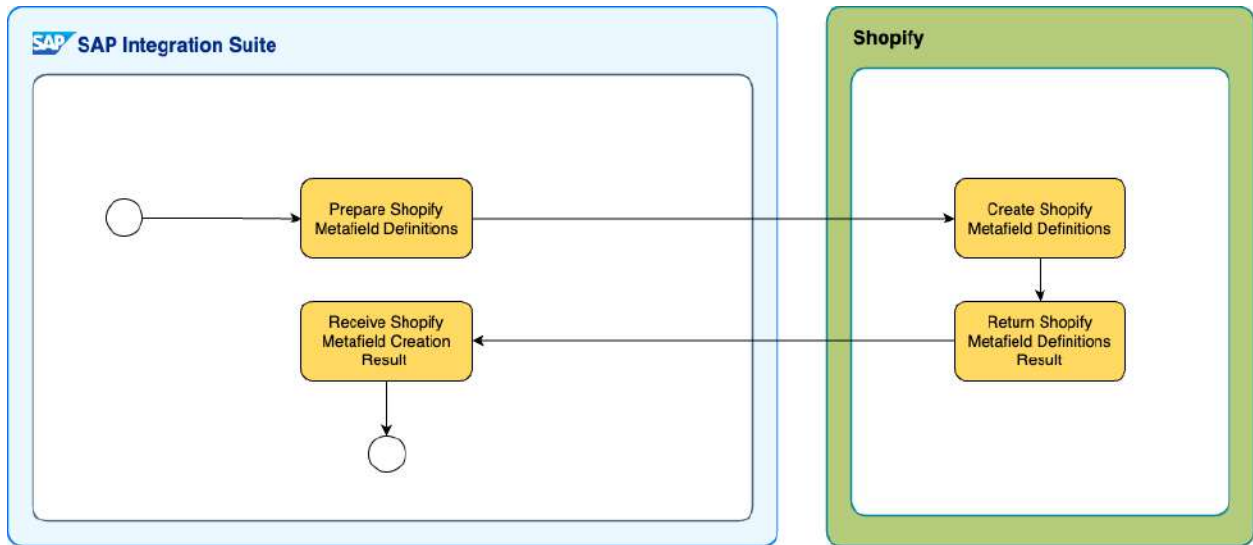 SAP SAP Integration Suite
Shopify
Prepare Shopify
Metafield Definitions
Create Shopify
Metafield Definitions
Receive Shopify
Metafield Creation
Result
Return Shopify
Metafield Definitions
Result